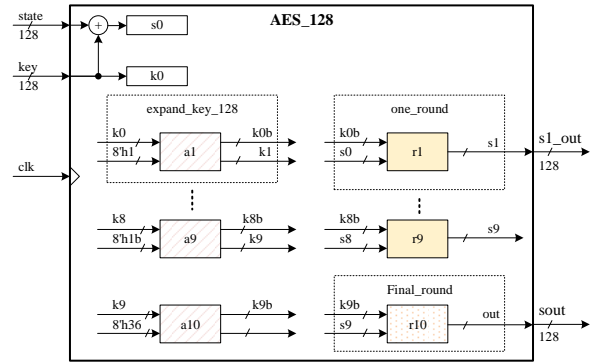 AES_128
state
128
s0
key
128
k0
clk
expand_key_128
k0
8'h1
a1
k0b
k1
one_round
k0b
s0
r1
s1
s1_out
128
k8
8'h1b
a9
k8b
k9
k8b
s8
r9
s9
k9
8'h36
a10
k9b
Final_round
k9b
s9
r10
out
sout
128